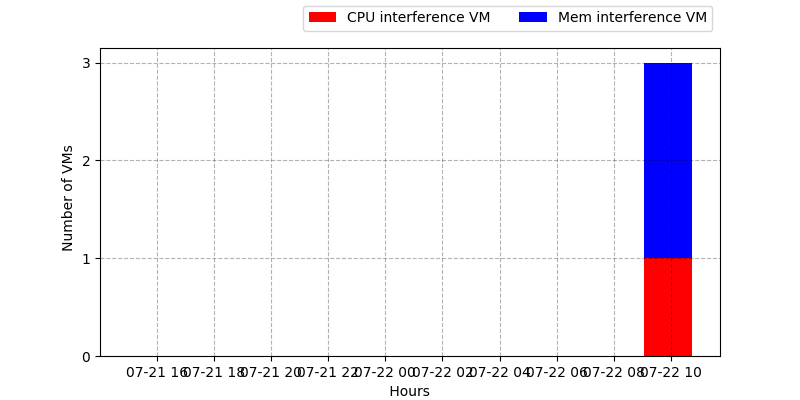 CPU interference VM Mem interference VM
3
2
1
0
Number of VMs
07-21 16 07-21 18 07-21 20 07-21 22 07-22 00 07-22 02 07-22 04 07-22 06 07-22 08 07-22 10
Hours